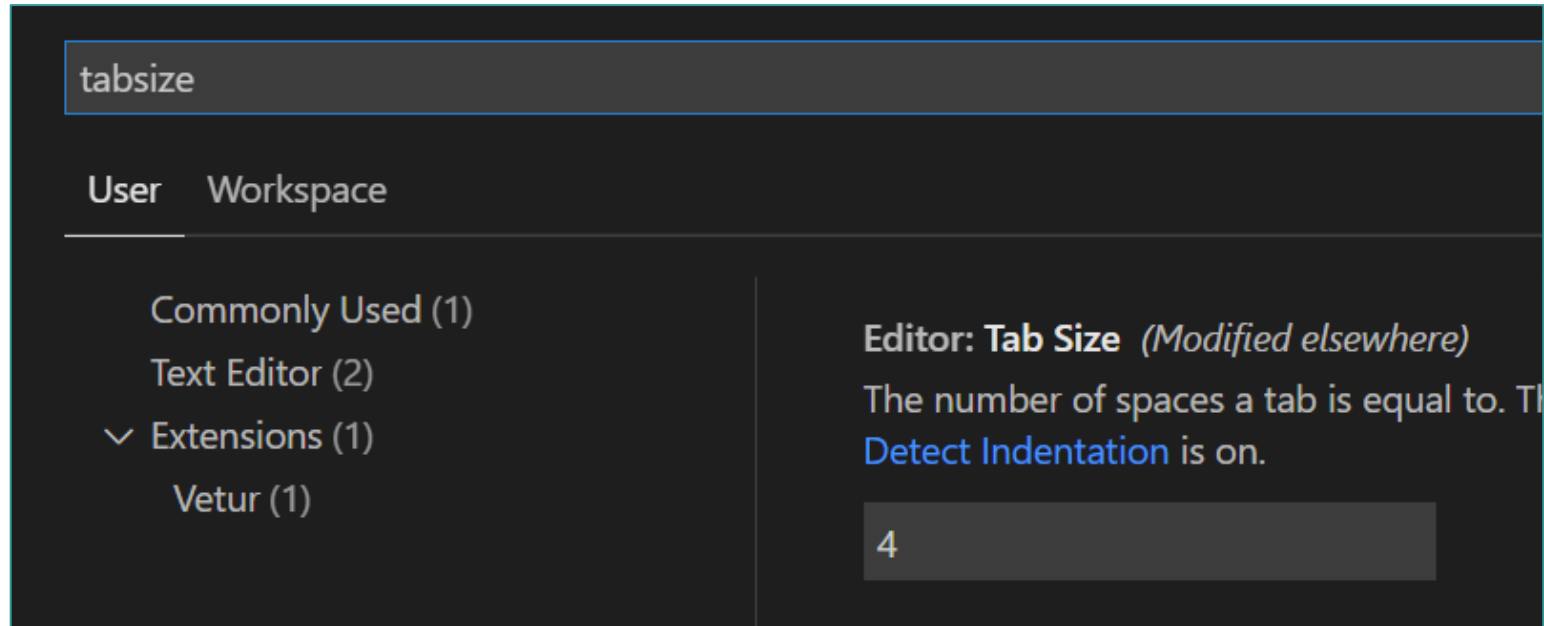 tabsize
User Workspace
Commonly Used (1)
Text Editor (2)
Extensions (1)
Vetur (1)
Editor: Tab Size (Modified elsewhere)
The number of spaces a tab is equal to.
Detect Indentation is on.
4